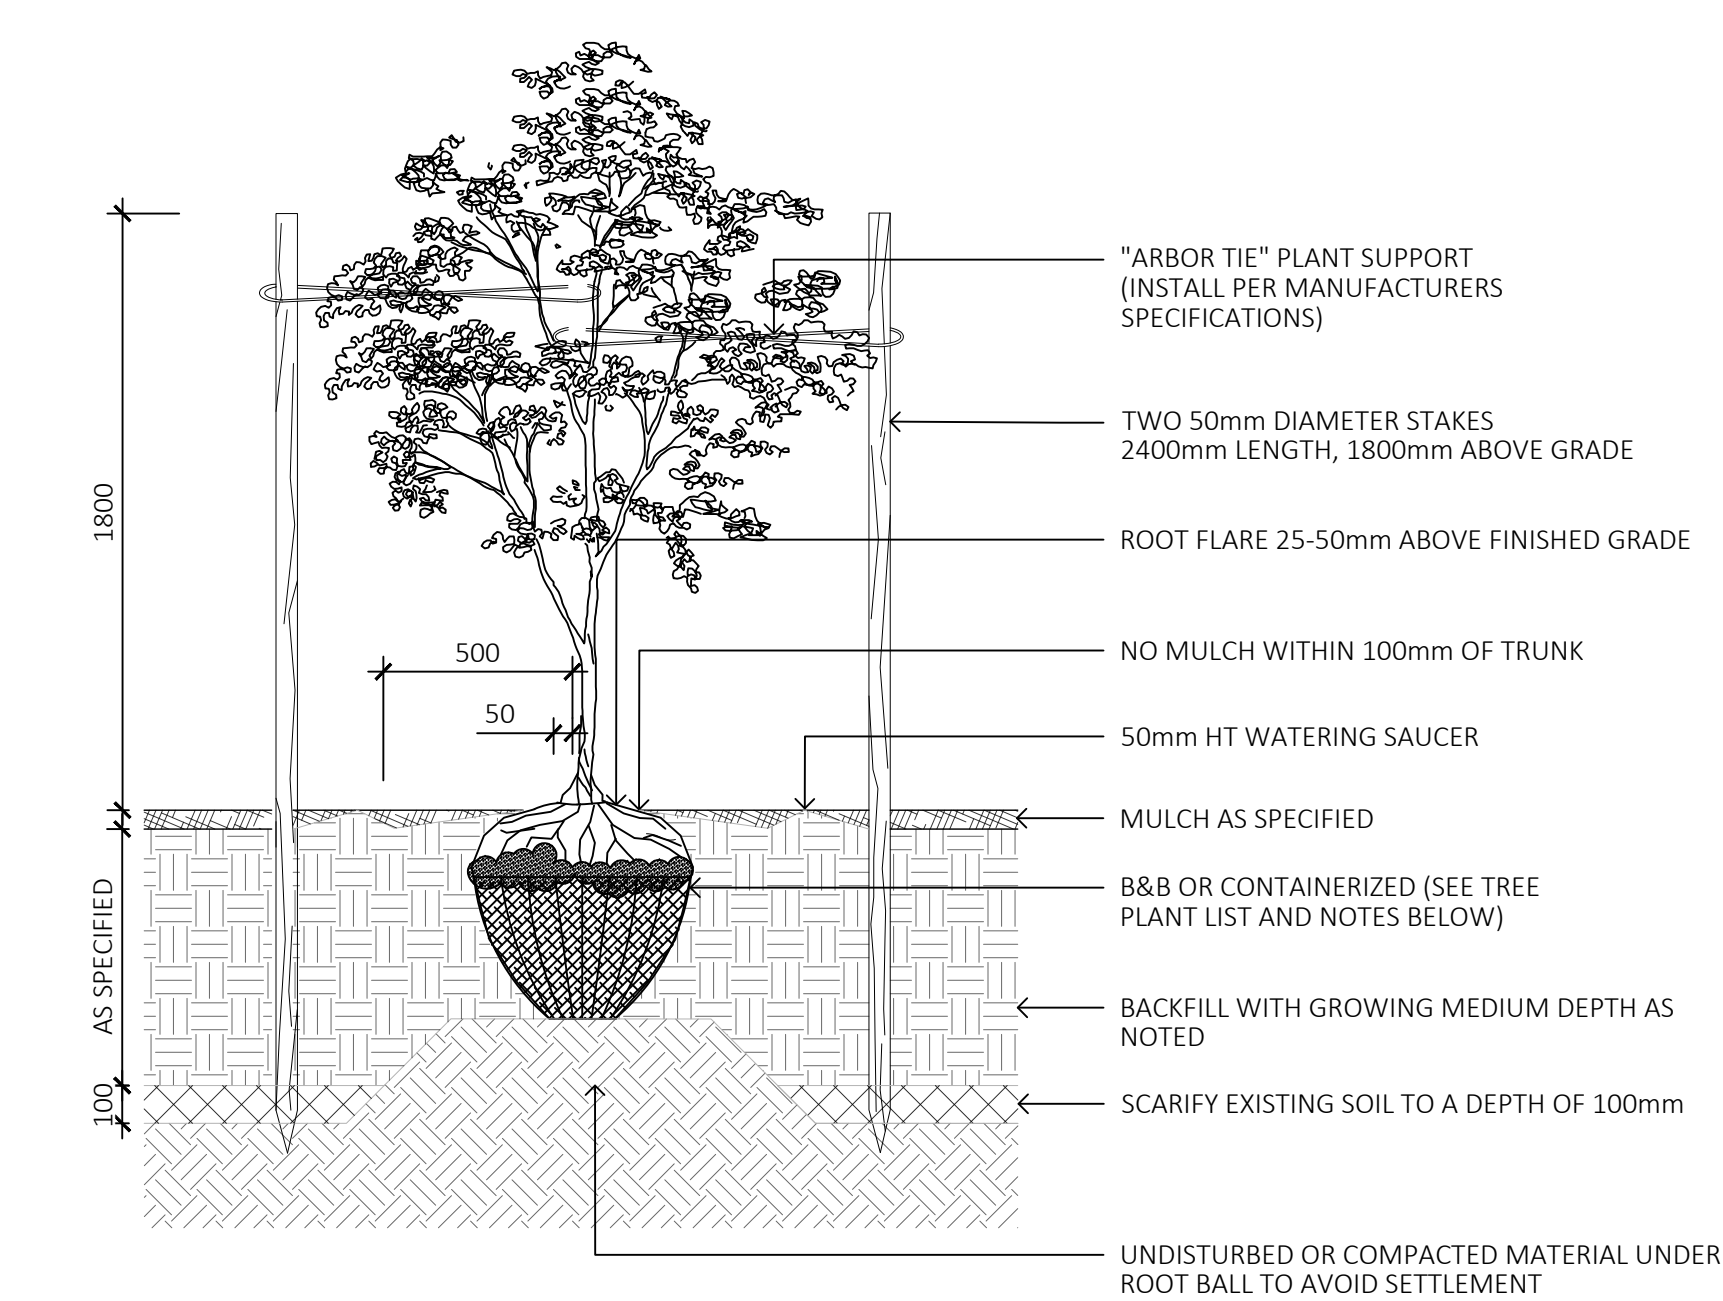 "ARBOR TIE" PLANT SUPPORT
(INSTALL PER MANUFACTURERS
SPECIFICATIONS)
TWO 50mm DIAMETER STAKES
2400mm LENGTH, 1800mm ABOVE GRADE
1800
ROOT FLARE 25-50mm ABOVE FINISHED GRADE
500
NO MULCH WITHIN 100mm OF TRUNK
50
50mm HT WATERING SAUCER
MULCH AS SPECIFIED
B&B OR CONTAINERIZED (SEE TREE
PLANT LIST AND NOTES BELOW)
AS SPECIFIED
BACKFILL WITH GROWING MEDIUM DEPTH AS
NOTED
100
SCARIFY EXISTING SOIL TO A DEPTH OF 100mm
UNDISTURBED OR COMPACTED MATERIAL UNDER
ROOT BALL TO AVOID SETTLEMENT